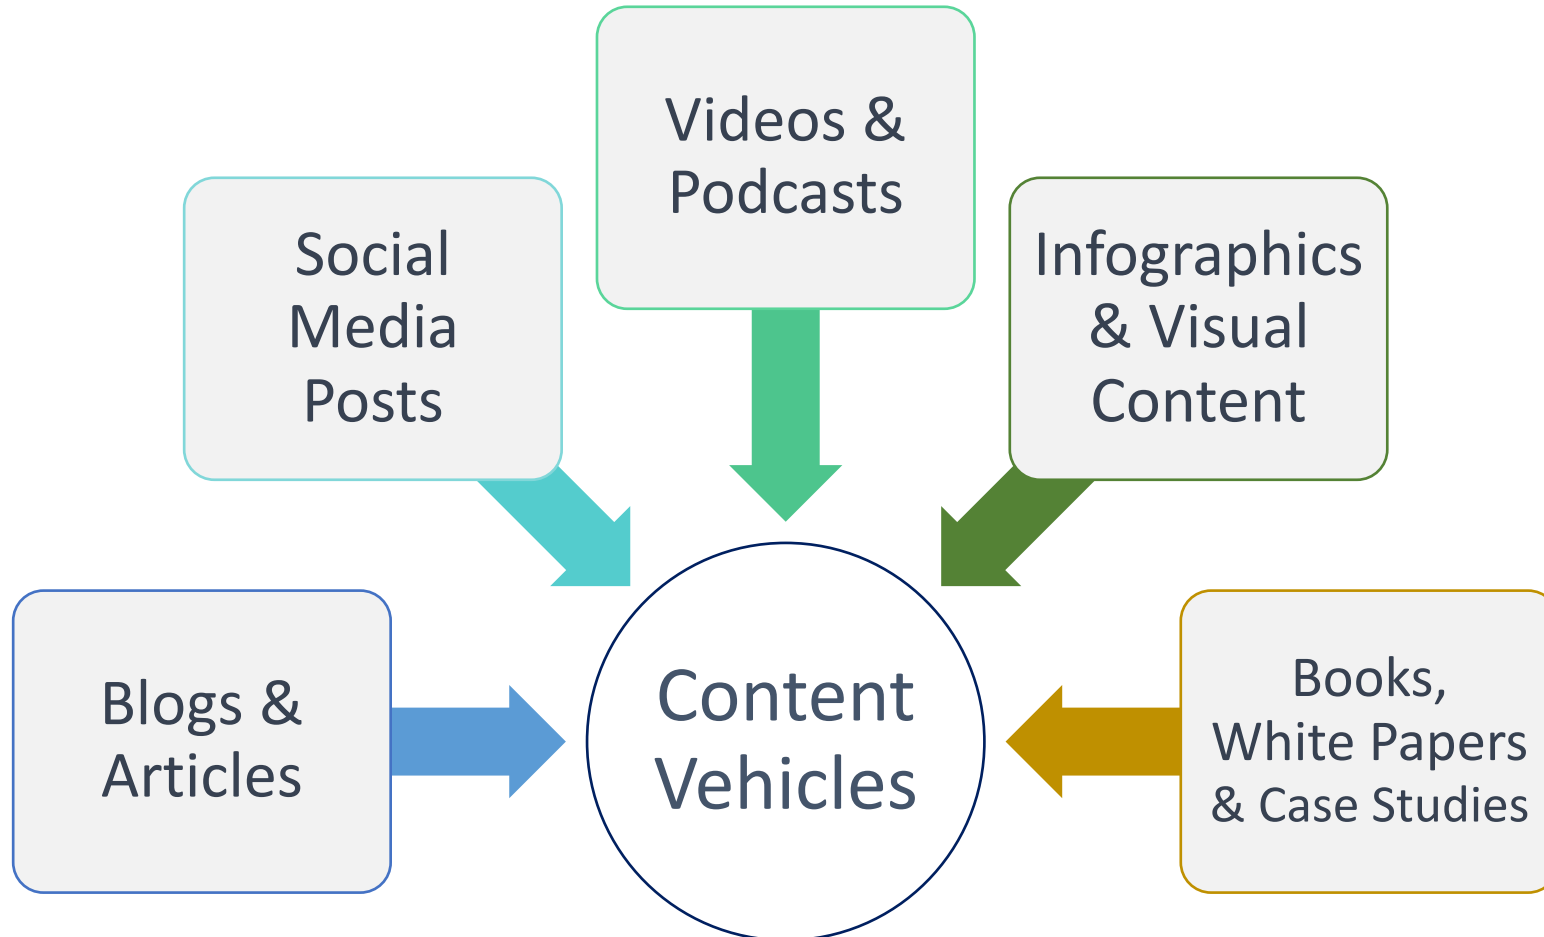 Videos &
Podcasts
Social
Media
Posts
Infographics
& Visual
Content
Blogs &
Articles
Content
Vehicles
Books,
White Papers
& Case Studies